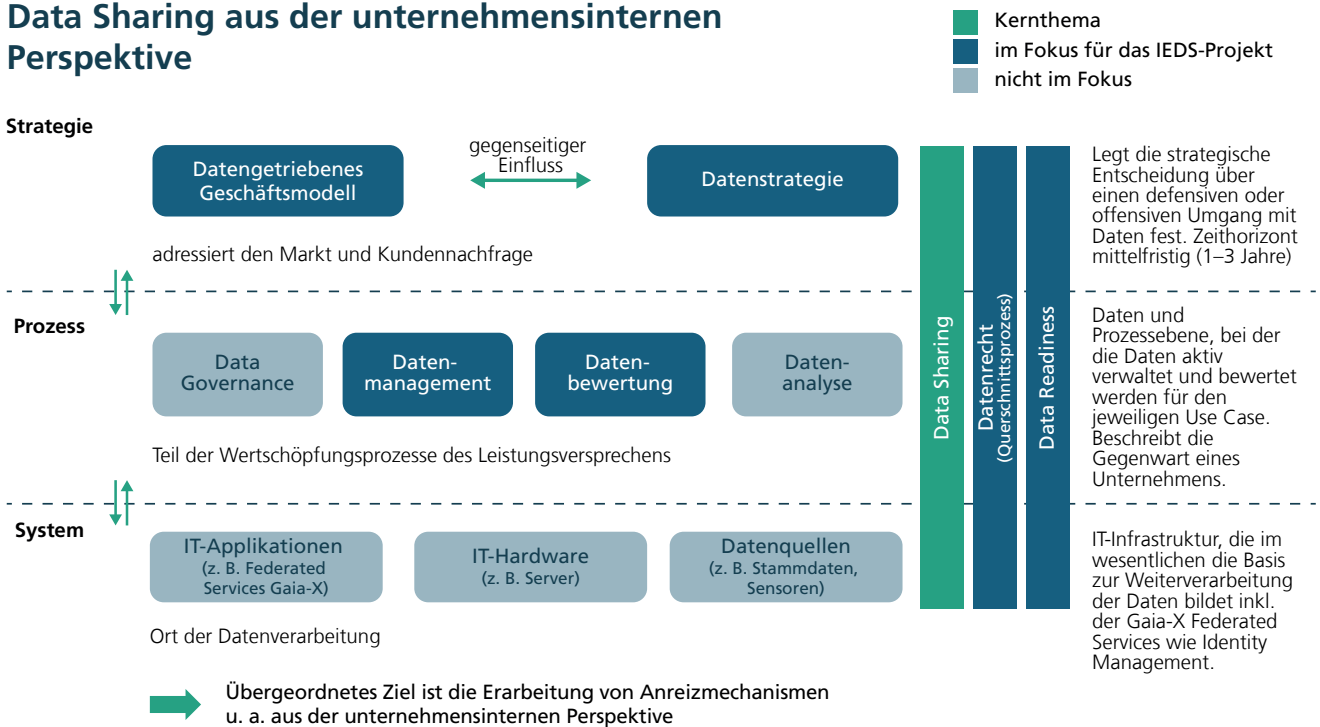 Data Sharing aus der unternehmensinternen
Perspektive
Kernthema
im Fokus für das IEDS-Projekt
nicht im Fokus
Strategie
Datengetriebenes
Geschäftsmodell
gegenseitiger
Einfluss
Datenstrategie
adressiert den Markt und Kundennachfrage
Legt die strategische
Entscheidung über
einen defensiven oder
offensiven Umgang mit
Daten fest. Zeithorizont
mittelfristig (1–3 Jahre)
Prozess
Data
Governance
Daten-
management
Daten-
bewertung
Daten-
analyse
Teil der Wertschöpfungsprozesse des Leistungsversprechens
Data Sharing
Datenrecht
(Querschnittsprozess)
Data Readiness
Daten und
Prozessebene, bei der
die Daten aktiv
verwaltet und bewertet
werden für den
jeweiligen Use Case.
Beschreibt die
Gegenwart eines
Unternehmens.
System
IT-Applikationen
(z. B. Federated
Services Gaia-X)
IT-Hardware
(z. B. Server)
Datenquellen
(z. B. Stammdaten,
Sensoren)
Ort der Datenverarbeitung
IT-Infrastruktur, die im
wesentlichen die Basis
zur Weiterverarbeitung
der Daten bildet inkl.
der Gaia-X Federated
Services wie Identity
Management.
Übergeordnetes Ziel ist die Erarbeitung von Anreizmechanismen
u. a. aus der unternehmensinternen Perspektive